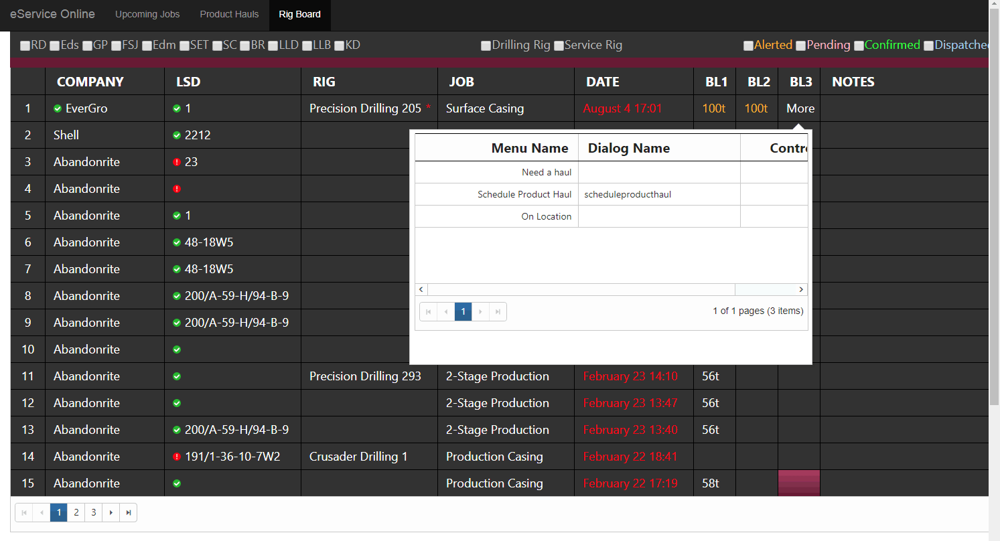 eService Online Upcoming Jobs Product Hauls Rig Board
RD Eds GP FSJ Edm SET SC BR LLD LLB KD Drilling Rig Service Rig Alerted Pending Confirmed Dispatche
COMPANY LSD RIG JOB DATE BL1 BL2 BL3 NOTES
1 EverGro 1 Precision Drilling 205 * Surface Casing August 4 17:01 100t 100t More
2 Shell 2212
3 Abandonrite 23
4 Abandonrite
5 Abandonrite 1
6 Abandonrite 48-18W5
7 Abandonrite 48-18W5
8 Abandonrite 200/A-59-H/94-B-9
9 Abandonrite 200/A-59-H/94-B-9
10 Abandonrite
Menu Name Dialog Name Contr
Need a haul
Schedule Product Haul scheduleproducthaul
On Location
1 1 of 1 pages (3 items)
11 Abandonrite Precision Drilling 293 2-Stage Production February 23 14:10 56t
12 Abandonrite 2-Stage Production February 23 13:47 56t
13 Abandonrite 200/A-59-H/94-B-9 2-Stage Production February 23 13:40 56t
14 Abandonrite 191/1-36-10-7W2 Crusader Drilling 1 Production Casing February 22 18:41
15 Abandonrite Production Casing February 22 17:19 58t
1 2 3